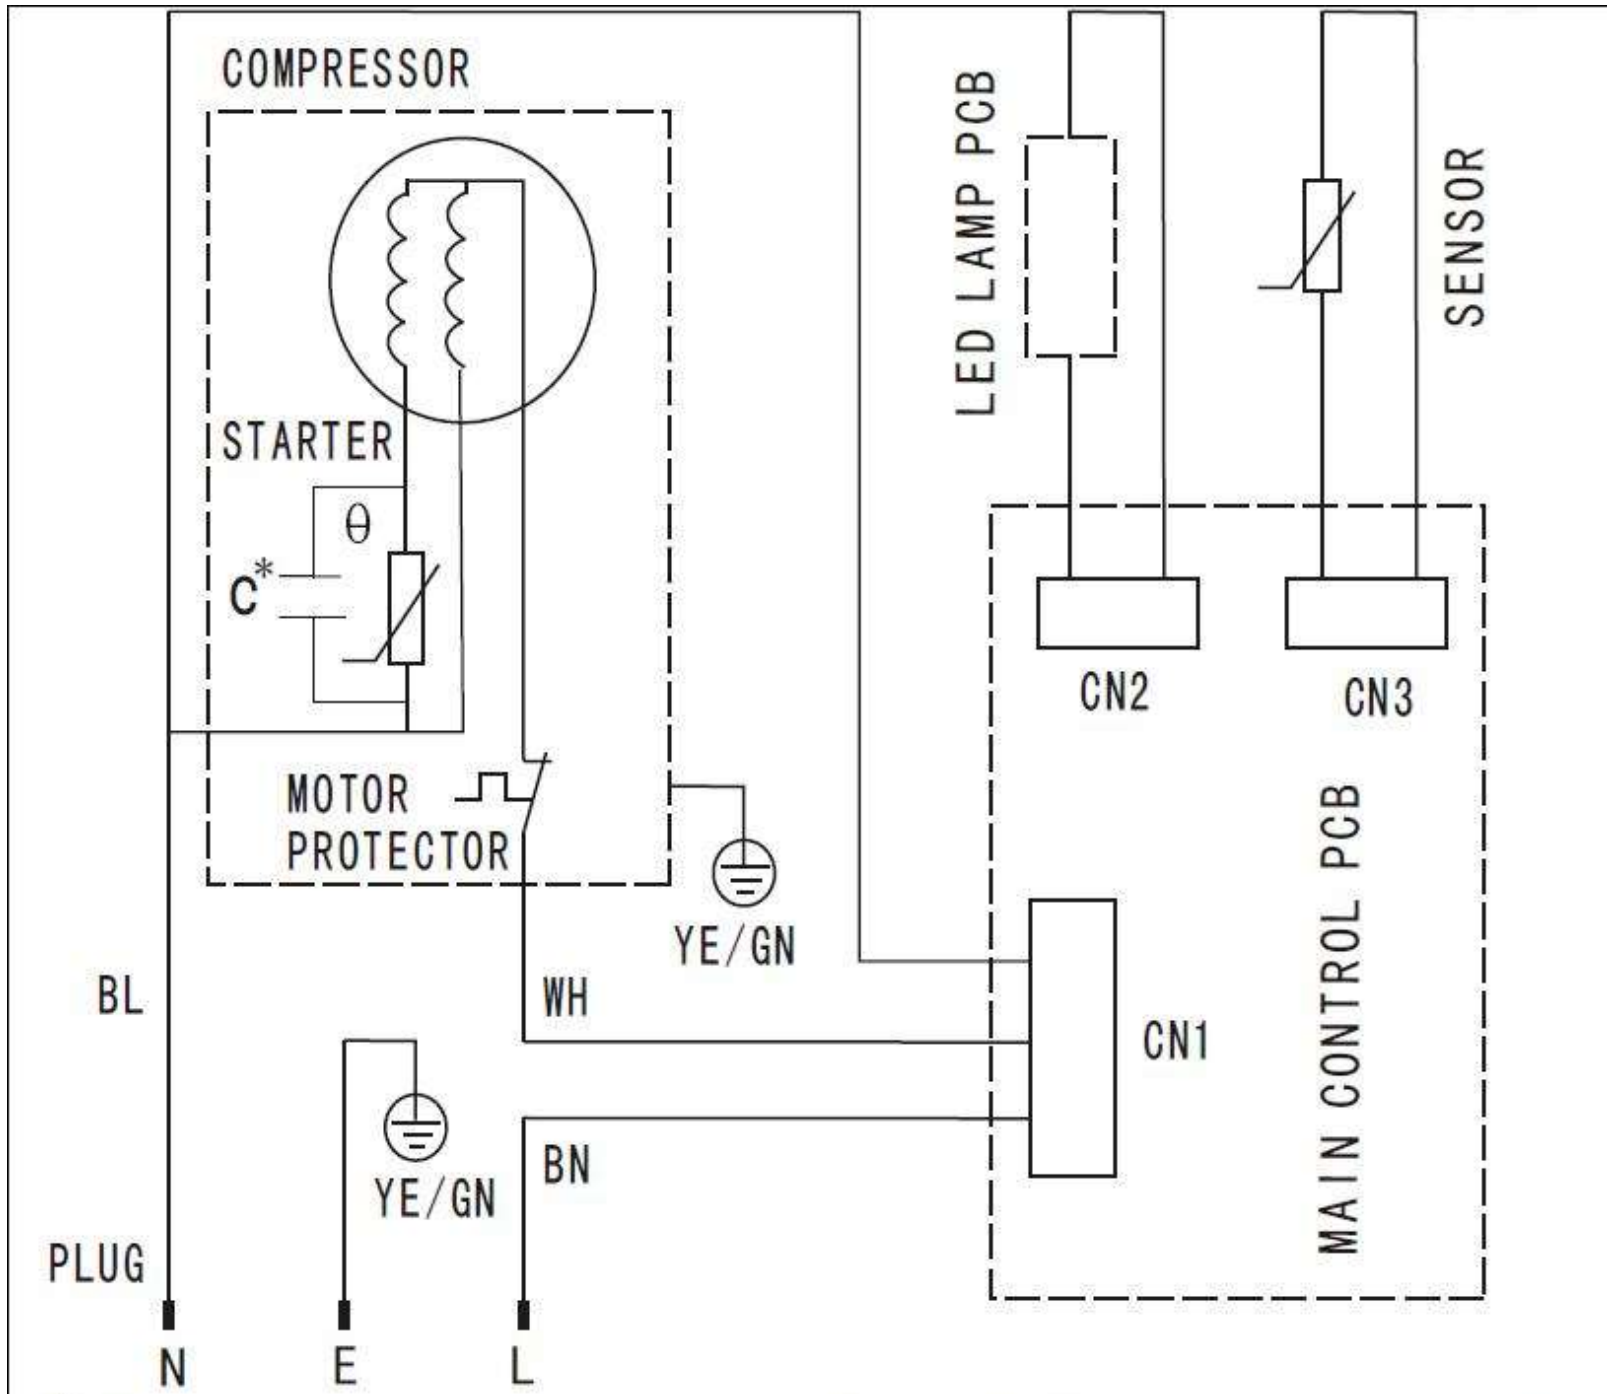 COMPRESSOR
LED LAMP PCB
SENSOR
STARTER
θ
C*
CN2
CN3
MOTOR
PROTECTOR
YE/GN
MAIN CONTROL PCB
BL
WH
CN1
BN
YE/GN
PLUG
N
E
L